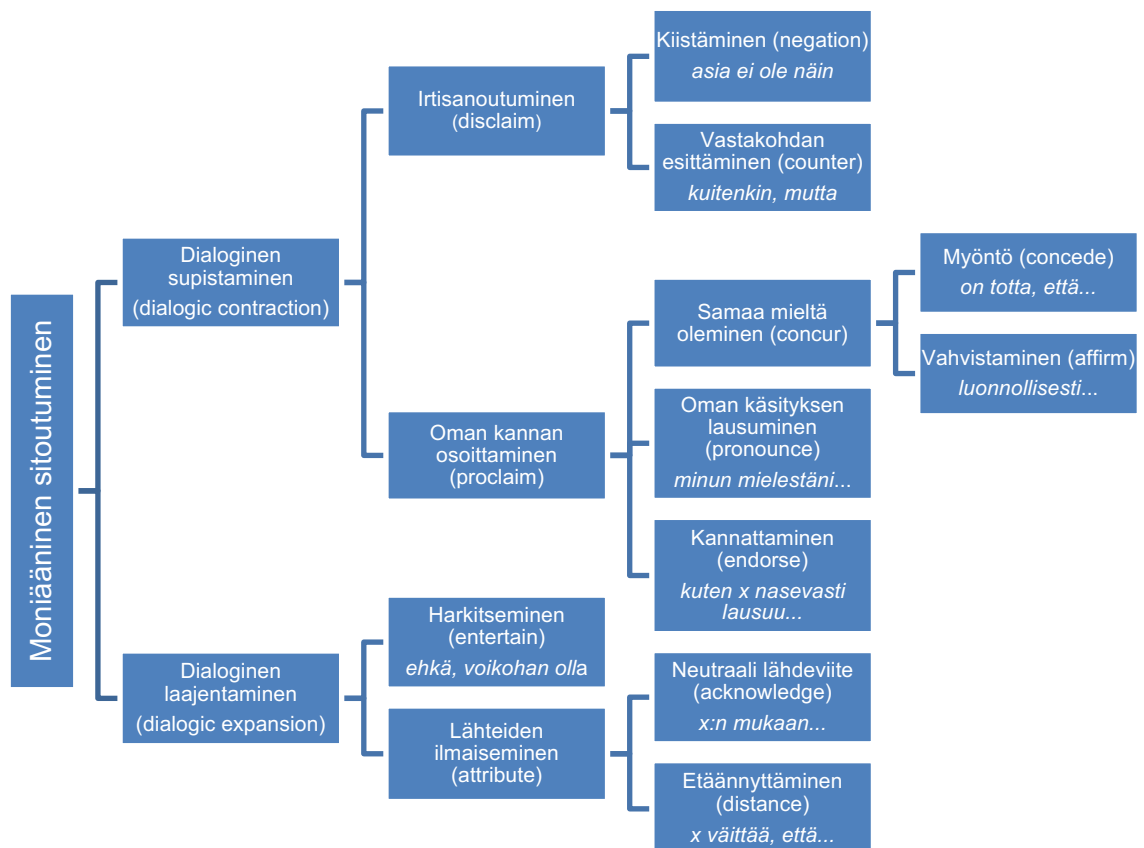 Moniääninen sitoutuminen
Dialoginen
supistaminen
(dialogic contraction)
Irtisanoutuminen
(disclaim)
Kiistäminen (negation)
asia ei ole näin
Vastakohdan
esittäminen (counter)
kuitenkin, mutta
Oman kannan
osoittaminen
(proclaim)
Samaa mieltä
oleminen (concur)
Myöntö (concede)
on totta, että...
Vahvistaminen (affirm)
luonnollisesti...
Oman käsityksen
lausuminen
(pronounce)
minun mielestäni...
Kannattaminen
(endorse)
kuten x nasevasti
lausuu...
Dialoginen
laajentaminen
(dialogic expansion)
Harkitseminen
(entertain)
ehkä, voikohan olla
Lähteiden
ilmaiseminen
(attribute)
Neutraali lähdeviite
(acknowledge)
x:n mukaan...
Etäännyttäminen
(distance)
x väittää, että...